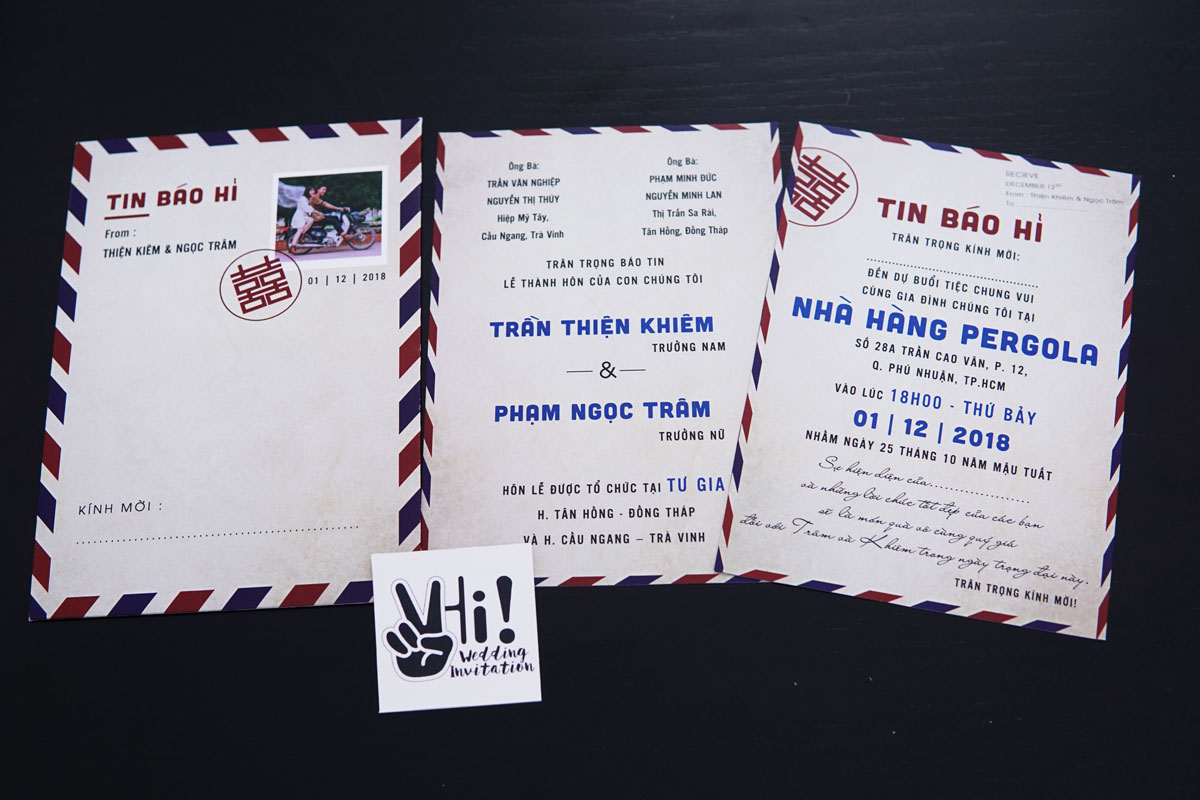 TIN BÁO HỈ
From :
THIỆN KIÊM & NGỌC TRÂM
囍
01 | 12 | 2018
KÍNH MỜI :
Ông Bà:
TRẦN VĂN NGHIỆP
NGUYỄN THỊ THÚY
Hiệp Mỹ Tây,
Cầu Ngang, Trà Vinh
Ông Bà:
PHẠM MINH ĐỨC
NGUYỄN MINH LAN
Thị Trấn Sa Rài,
Tân Hồng, Đồng Tháp
TRÂN TRỌNG BÁO TIN
LỄ THÀNH HÔN CỦA CON CHÚNG TÔI
TRẦN THIỆN KHIÊM
TRƯỞNG NAM
&
PHẠM NGỌC TRÂM
TRƯỞNG NỮ
HÔN LỄ ĐƯỢC TỔ CHỨC TẠI TƯ GIA
H. TÂN HỒNG - ĐỒNG THÁP
VÀ H. CẦU NGANG – TRÀ VINH
囍
RECIEVE
DECEMBER 12TH
From : Thiện Khiêm & Ngọc Trâm
To :
TIN BÁO HỈ
TRÂN TRỌNG KÍNH MỜI:
ĐẾN DỰ BUỔI TIỆC CHUNG VUI
CÙNG GIA ĐÌNH CHÚNG TÔI TẠI
NHÀ HÀNG PERGOLA
SỐ 28A TRẦN CAO VÂN, P. 12,
Q. PHÚ NHUẬN, TP.HCM
VÀO LÚC 18H00 - THỨ BẢY
01 | 12 | 2018
NHẰM NGÀY 25 THÁNG 10 NĂM MẬU TUẤT
Sự hiện diện của....................
và những lời chúc tốt đẹp của các bạn
sẽ là món quà vô cùng quý giá
đối với Trâm và Khiêm trong ngày trọng đại này.
TRÂN TRỌNG KÍNH MỜI!
Hi!
Wedding
Invitation